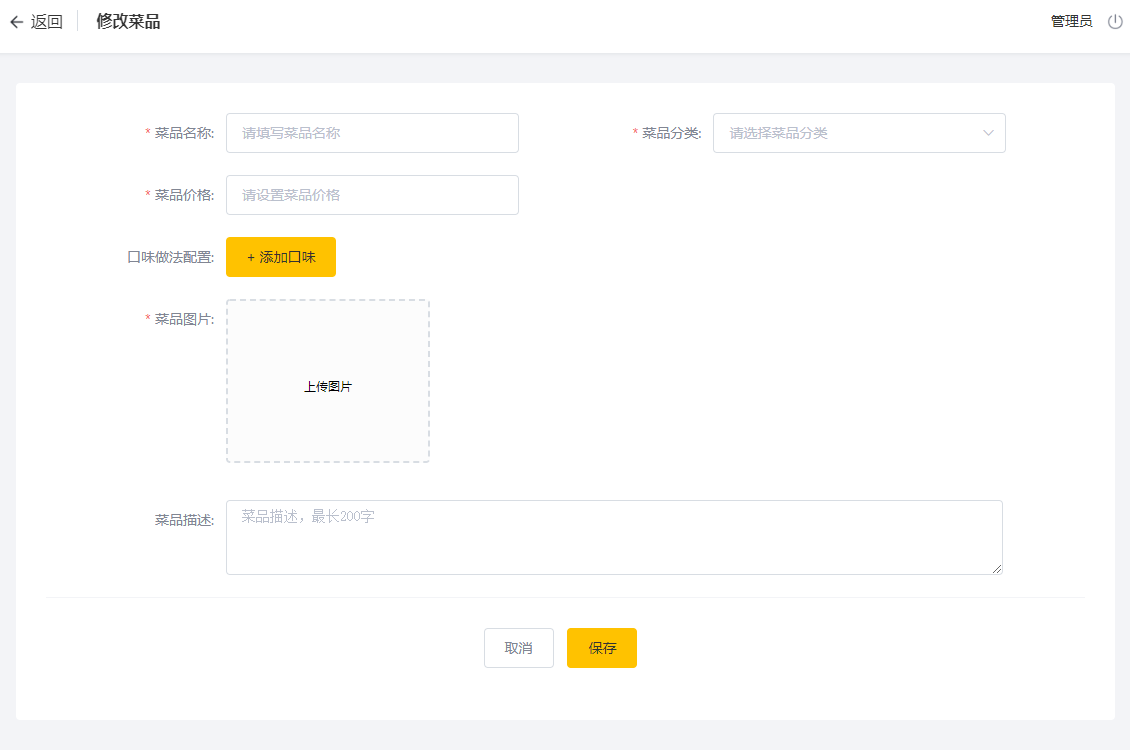 返回 修改菜品 管理员
* 菜品名称: 请填写菜品名称 * 菜品分类: 请选择菜品分类
* 菜品价格: 请设置菜品价格
口味做法配置: + 添加口味
* 菜品图片:
上传图片
菜品描述: 菜品描述，最长200字
取消 保存